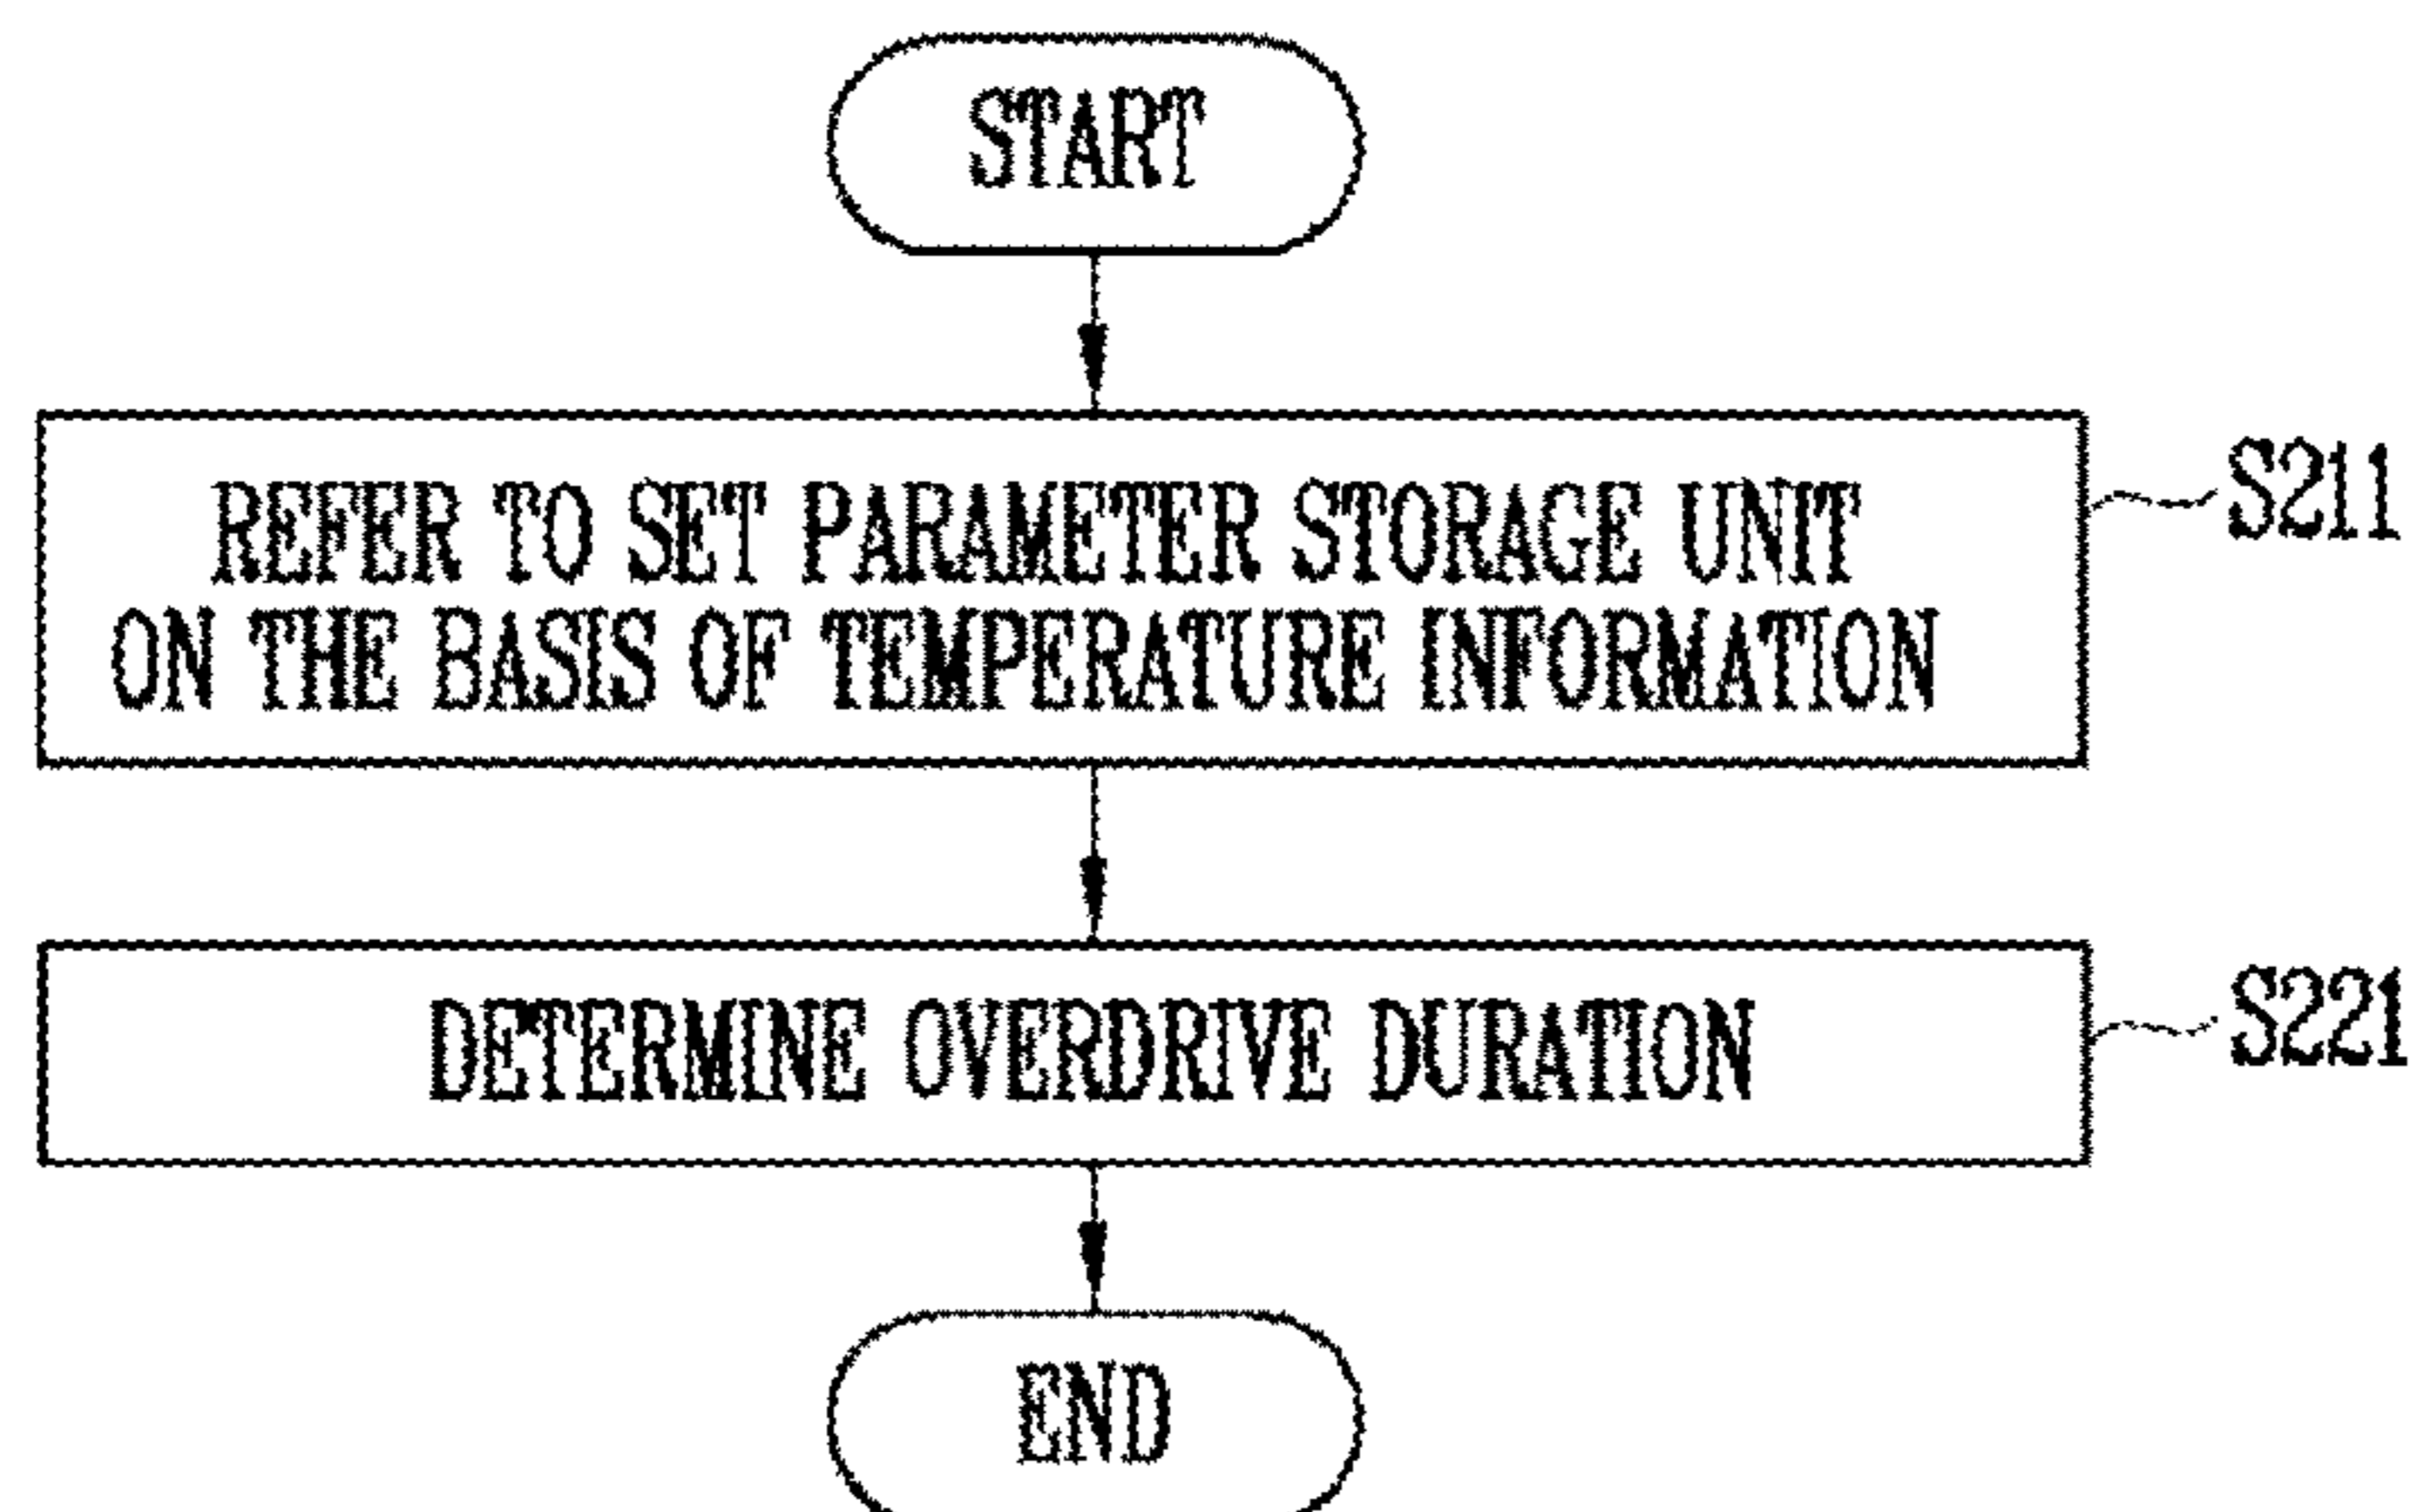 START
REFER TO SET PARAMETER STORAGE UNIT
ON THE BASIS OF TEMPERATURE INFORMATION
S211
DETERMINE OVERDRIVE DURATION
S221
END